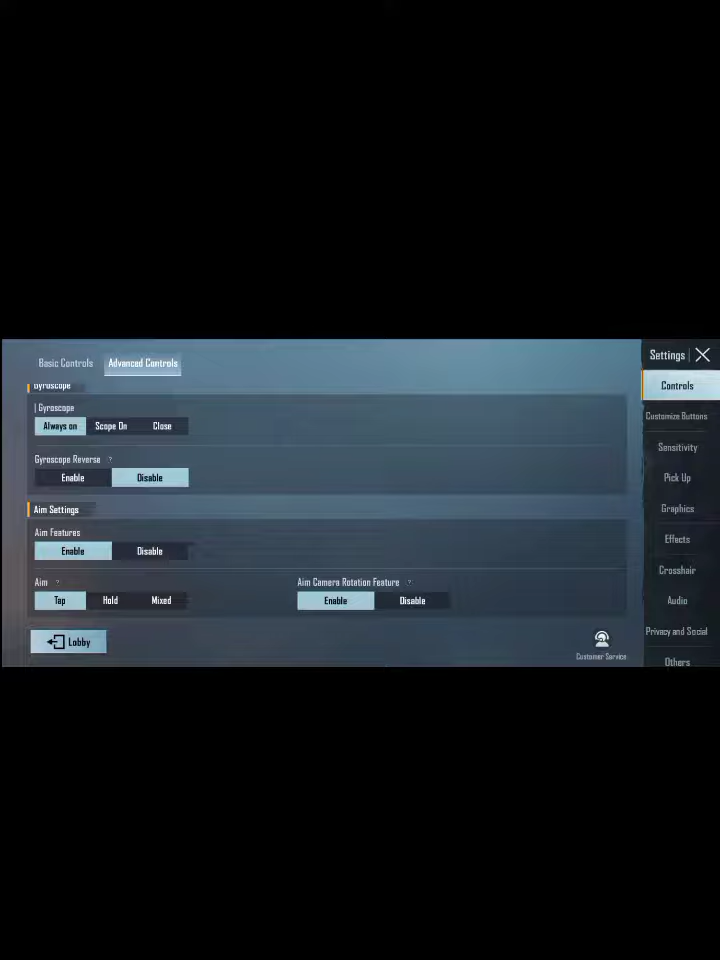 Basic Controls Advanced Controls
Gyroscope
Gyroscope
Always on Scope On Close
Gyroscope Reverse ?
Enable Disable
Aim Settings
Aim Features
Enable Disable
Aim ? Aim Camera Rotation Feature ?
Tap Hold Mixed Enable Disable
Lobby
Customer Service
Settings
Controls
Customize Buttons
Sensitivity
Pick Up
Graphics
Effects
Crosshair
Audio
Privacy and Social
Others